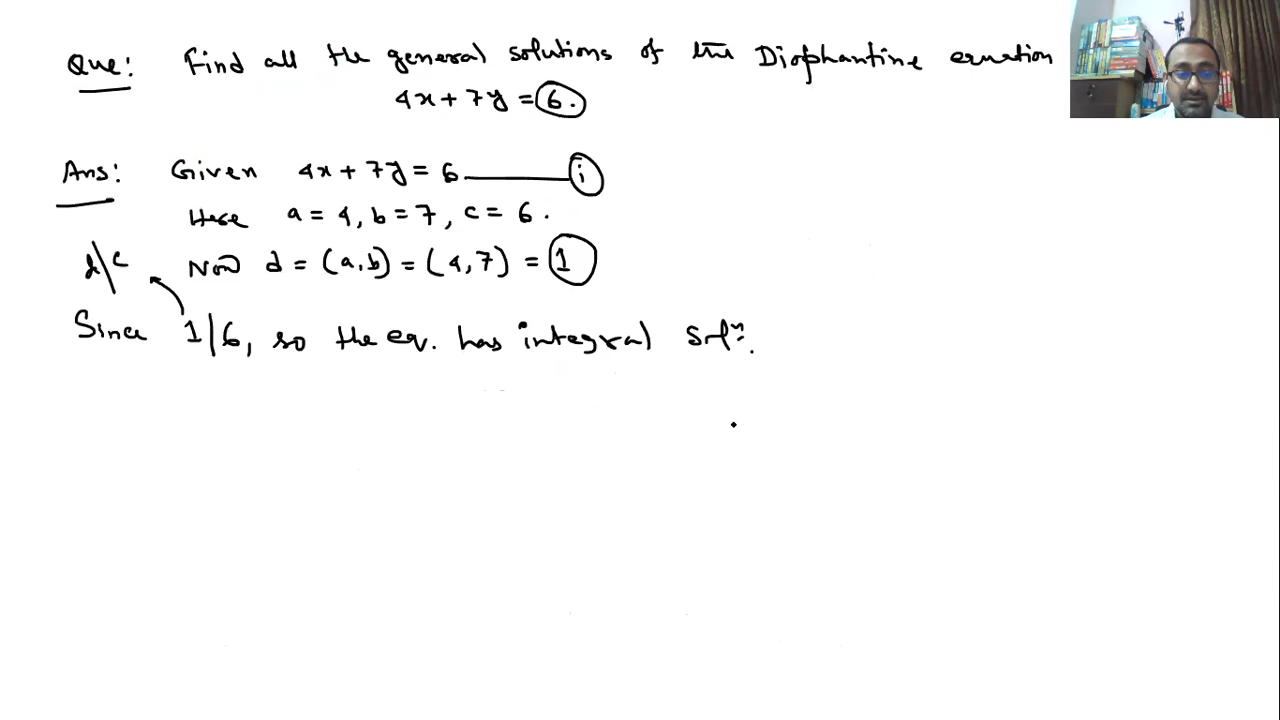 Que: Find all the general solutions of the Diophantine equation
4x + 7y = 6.
Ans: Given 4x + 7y = 6 i
Here a = 4, b = 7, c = 6.
d|c Now d = (a,b) = (4,7) = 1
Since 1/6, so the eq. has integral solⁿ.